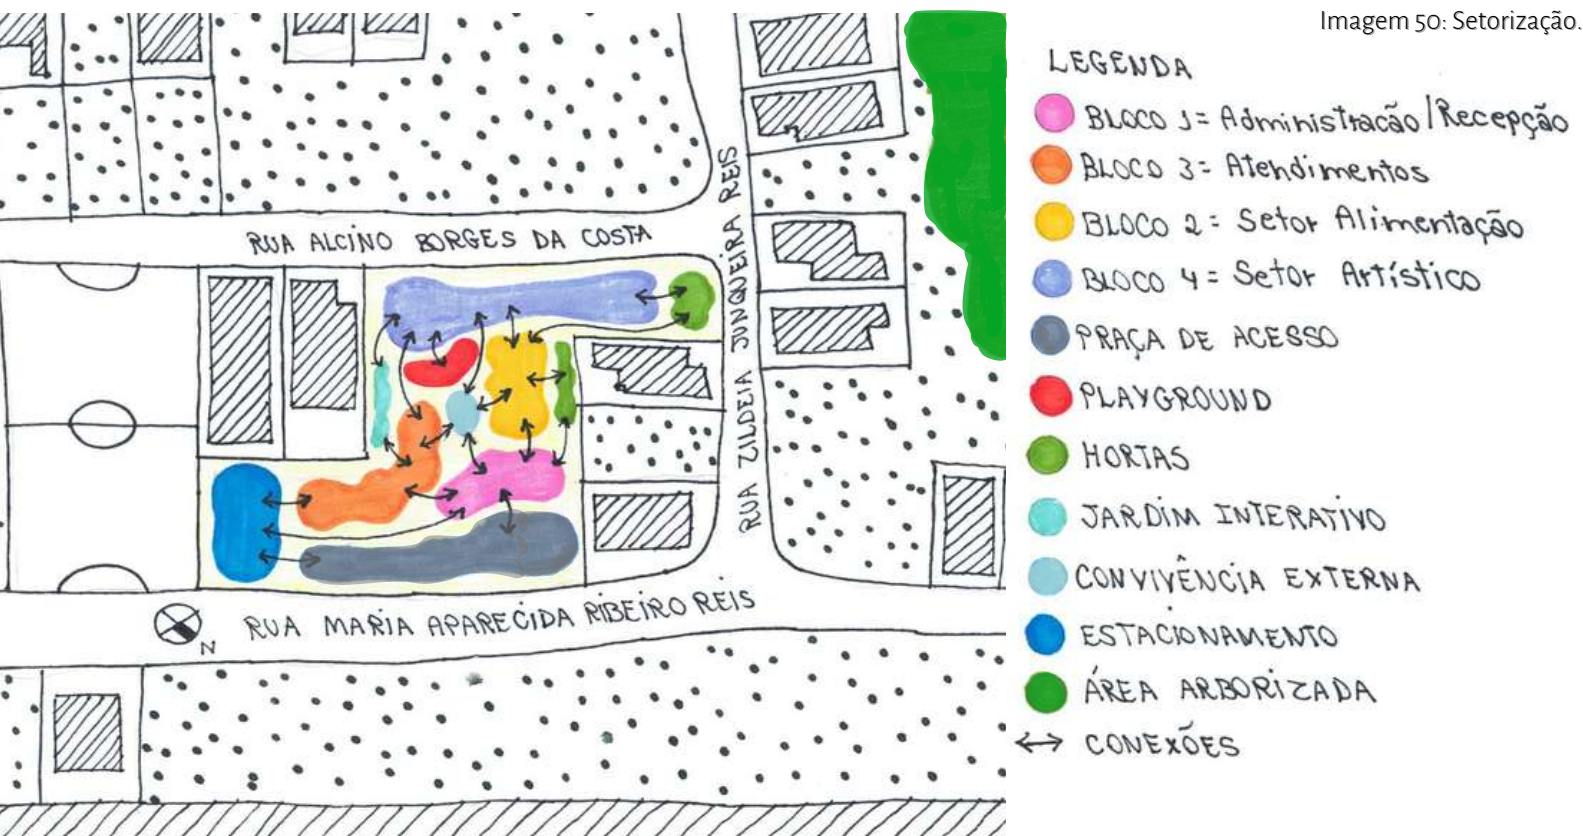 Imagem 50: Setorização.
LEGENDA
BLOCO 1 = Administracão/Recepção
BLOCO 3 = Atendimentos
BLOCO 2 = Setor Alimentação
BLOCO 4 = Setor Artístico
PRAÇA DE ACESSO
PLAYGROUND
HORTAS
JARDIM INTERATIVO
CONVIVÊNCIA EXTERNA
ESTACIONAMENTO
ÁREA ARBORIZADA
CONEXÕES
RUA ALCINO BORGES DA COSTA
RUA ZILDEIA JUNQUEIRA REIS
RUA MARIA APARECIDA RIBEIRO REIS
N